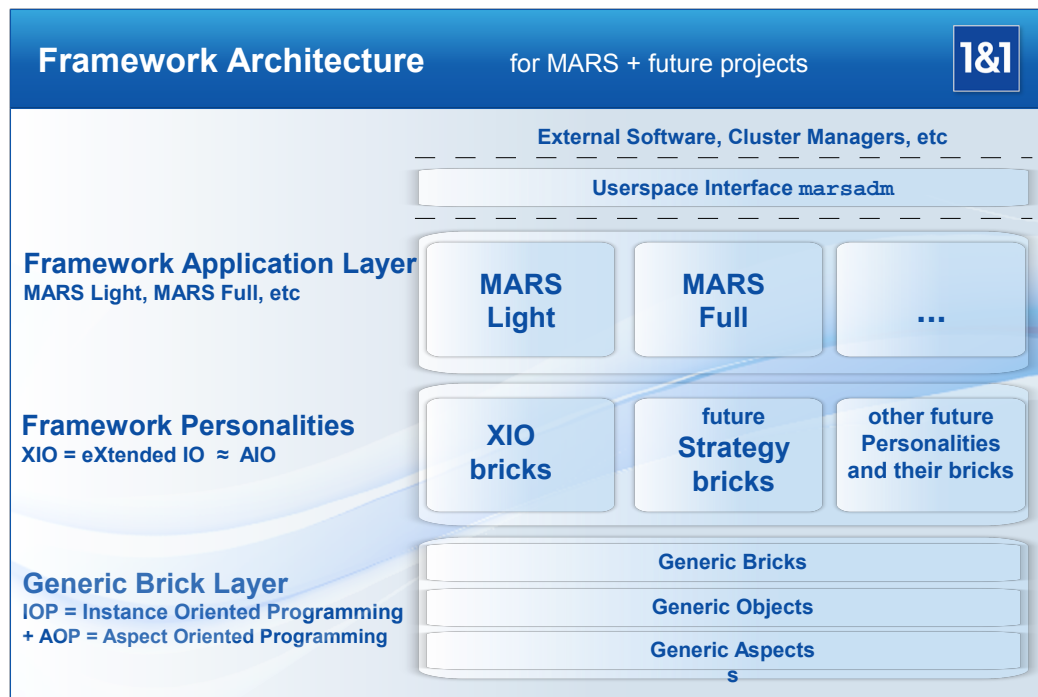 Framework Architecture for MARS + future projects
1&1
External Software, Cluster Managers, etc
Userspace Interface marsadm
Framework Application Layer
MARS Light, MARS Full, etc
MARS
Light
MARS
Full
...
Framework Personalities
XIO = eXtended IO ≈ AIO
XIO
bricks
future
Strategy
bricks
other future
Personalities
and their bricks
Generic Brick Layer
IOP = Instance Oriented Programming
+ AOP = Aspect Oriented Programming
Generic Bricks
Generic Objects
Generic Aspects
s